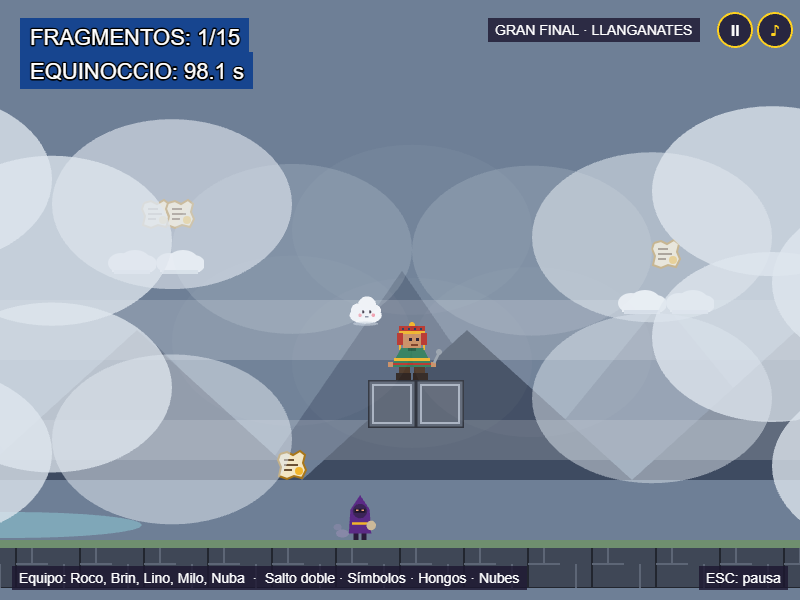 FRAGMENTOS: 1/15
EQUINOCCIO: 98.1 s
GRAN FINAL · LLANGANATES
Equipo: Roco, Brin, Lino, Milo, Nuba · Salto doble · Símbolos · Hongos · Nubes
ESC: pausa